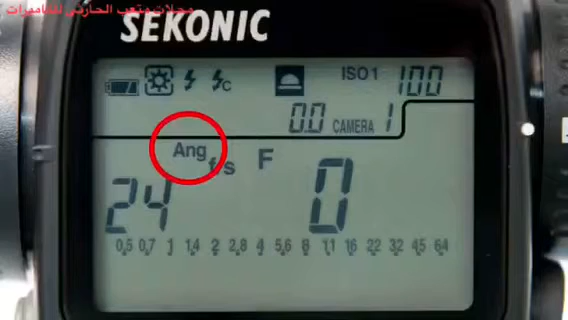 محلات متعب الحارثي للكاميرات
SEKONIC
ISO1 100
0.0 CAMERA 1
Ang
f/s F
24 0
0,5 0,7 1 1,4 2 2,8 4 5,6 8 11 16 22 32 45 64